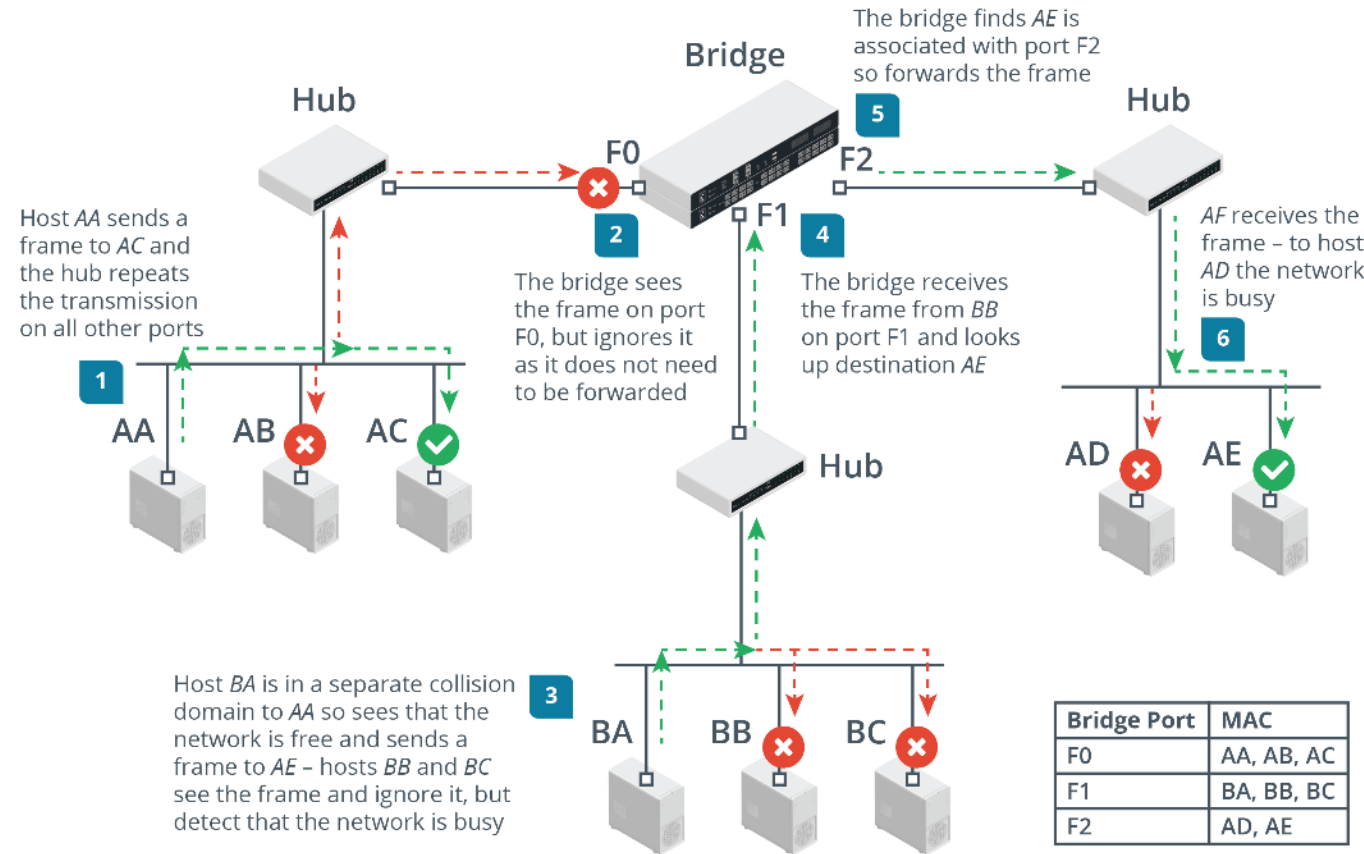 The bridge finds AE is
associated with port F2
so forwards the frame
5
Bridge
Hub
Hub
F0
F2
F1
Host AA sends a
frame to AC and
the hub repeats
the transmission
on all other ports
1
2
The bridge sees
the frame on port
F0, but ignores it
as it does not need
to be forwarded
4
The bridge receives
the frame from BB
on port F1 and looks
up destination AE
AF receives the
frame – to host
AD the network
is busy
6
AA
AB
AC
Hub
AD
AE
Host BA is in a separate collision
domain to AA so sees that the
network is free and sends a
frame to AE – hosts BB and BC
see the frame and ignore it, but
detect that the network is busy
3
BA
BB
BC
Bridge Port MAC
F0 AA, AB, AC
F1 BA, BB, BC
F2 AD, AE